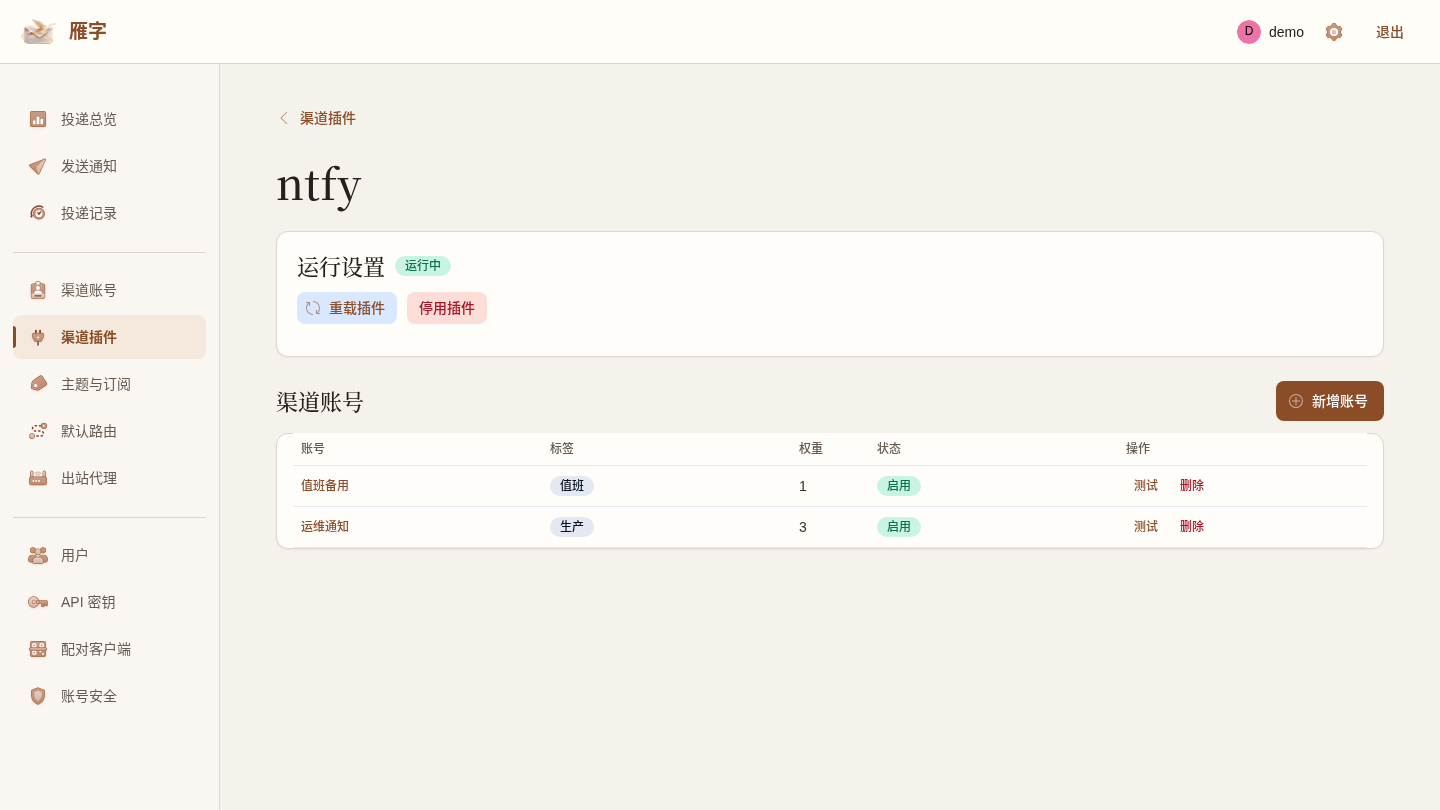 雁字
D demo 退出
投递总览
发送通知
投递记录
渠道账号
渠道插件
主题与订阅
默认路由
出站代理
用户
API 密钥
配对客户端
账号安全
渠道插件
ntfy
运行设置 运行中
重载插件 停用插件
渠道账号 新增账号
账号 标签 权重 状态 操作
值班备用 值班 1 启用 测试 删除
运维通知 生产 3 启用 测试 删除